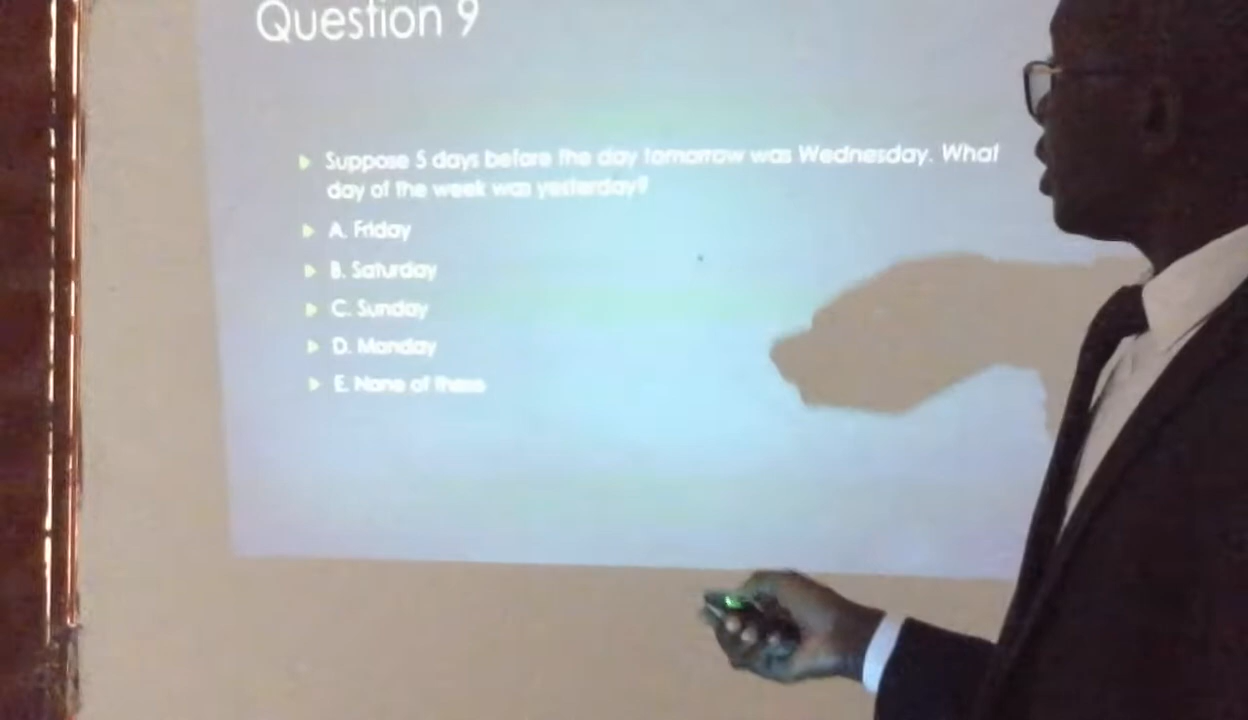 Question 9
Suppose 5 days before the day tomorrow was Wednesday. What
day of the week was yesterday?
A. Friday
B. Saturday
C. Sunday
D. Monday
E. None of these